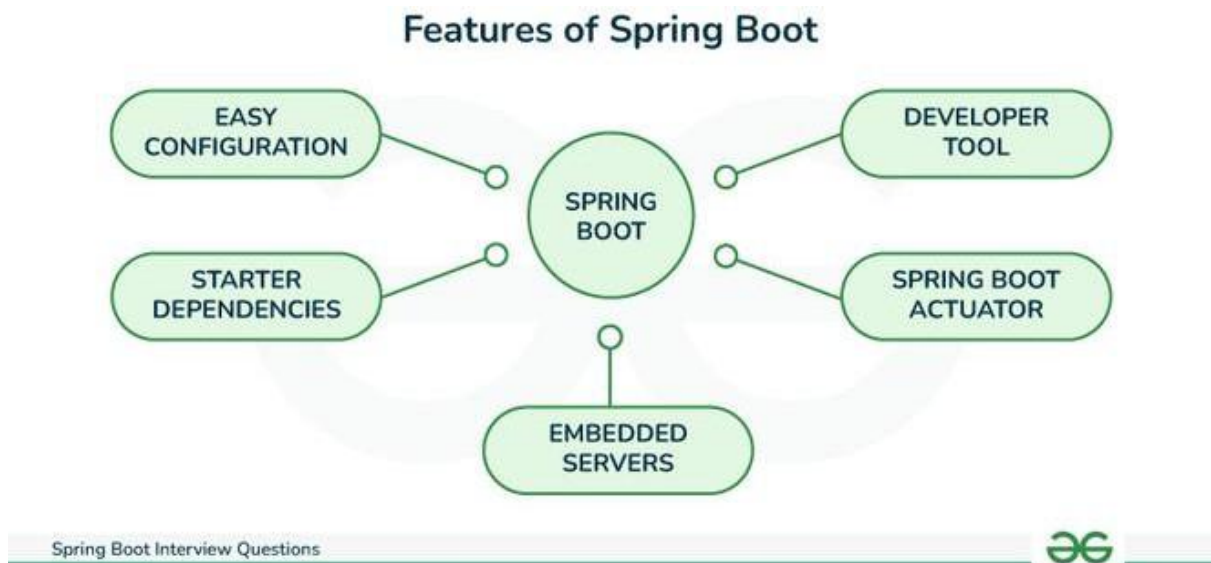 Features of Spring Boot
EASY
CONFIGURATION
DEVELOPER
TOOL
SPRING
BOOT
STARTER
DEPENDENCIES
SPRING BOOT
ACTUATOR
EMBEDDED
SERVERS
Spring Boot Interview Questions